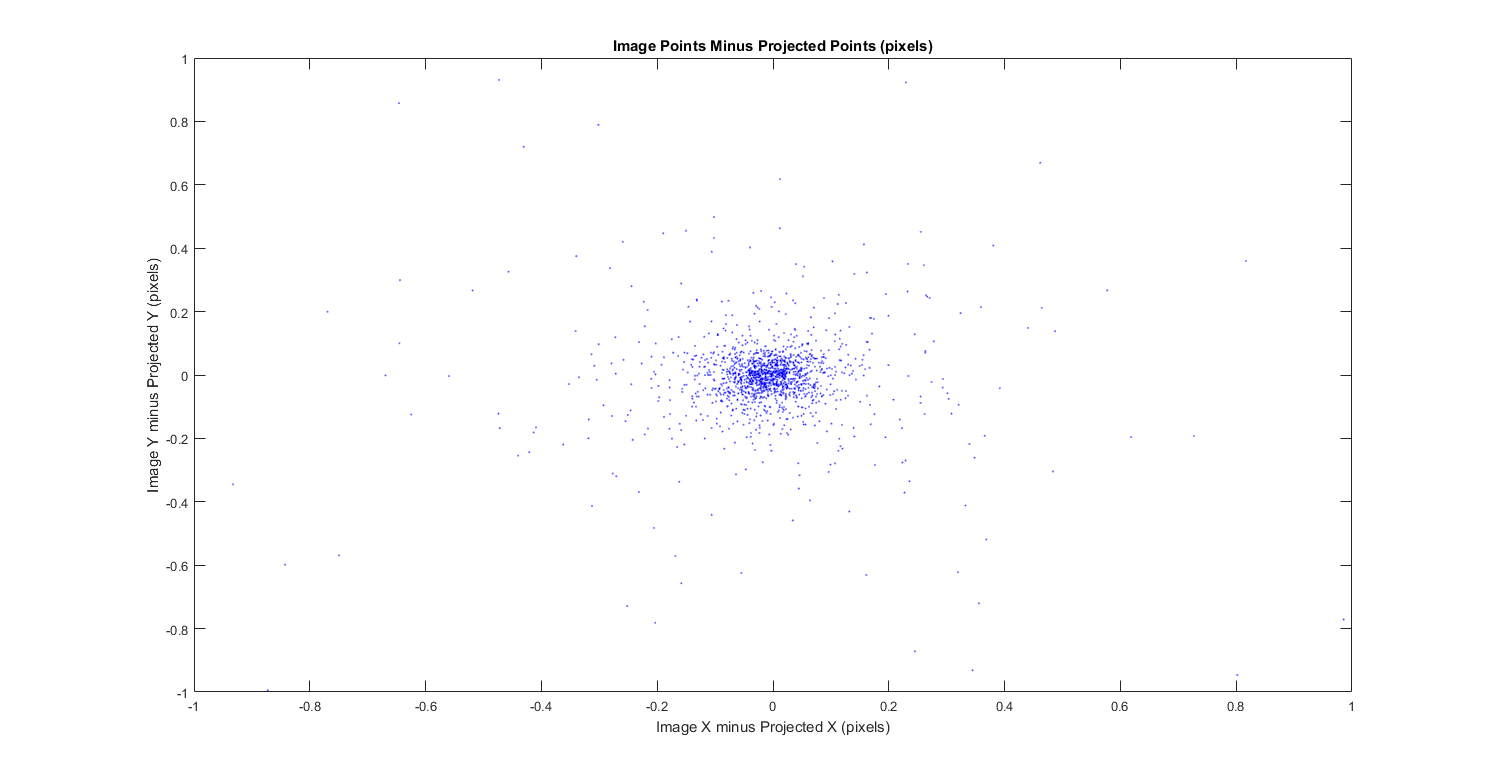 Image Points Minus Projected Points (pixels)
1
0.8
0.6
0.4
0.2
0
-0.2
-0.4
-0.6
-0.8
-1
Image Y minus Projected Y (pixels)
-1 -0.8 -0.6 -0.4 -0.2 0 0.2 0.4 0.6 0.8 1
Image X minus Projected X (pixels)